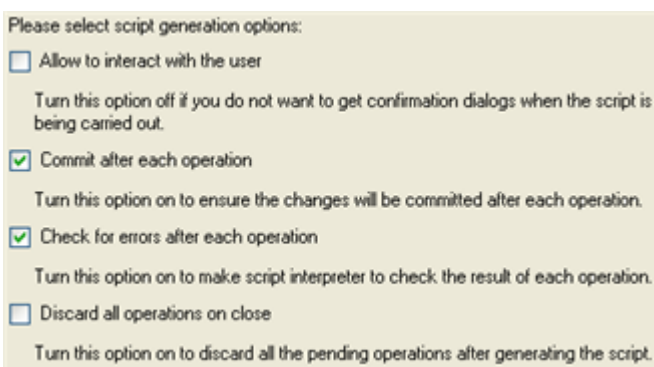 Please select script generation options:
Allow to interact with the user
Turn this option off if you do not want to get confirmation dialogs when the script is
being carried out.
Commit after each operation
Turn this option on to ensure the changes will be committed after each operation.
Check for errors after each operation
Turn this option on to make script interpreter to check the result of each operation.
Discard all operations on close
Turn this option on to discard all the pending operations after generating the script.